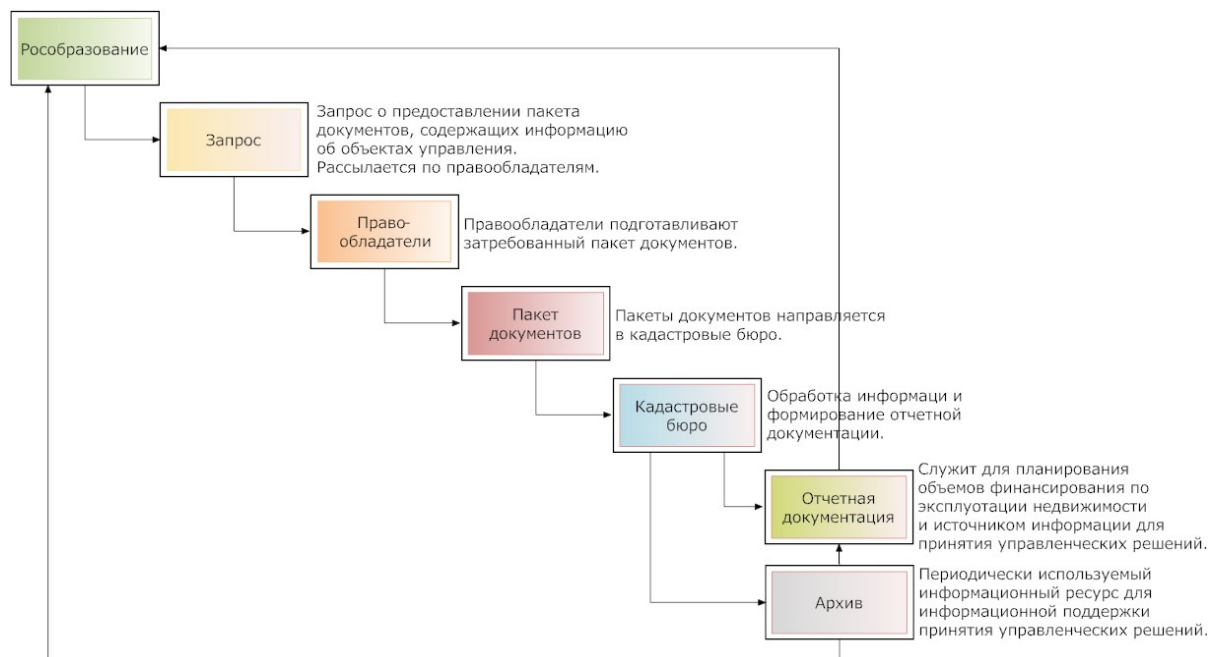 Рособразование
Запрос
Запрос о предоставлении пакета
документов, содержащих информацию
об объектах управления.
Рассылается по правообладателям.
Право-
обладатели
Правообладатели подготавливают
затребованный пакет документов.
Пакет
документов
Пакеты документов направляется
в кадастровые бюро.
Кадастровые
бюро
Обработка информаци и
формирование отчетной
документации.
Отчетная
документация
Служит для планирования
объемов финансирования по
эксплуотации недвижимости
и источником информации для
принятия управленческих решений.
Архив
Периодически используемый
информационный ресурс для
информационной поддержки
принятия управленческих решений.